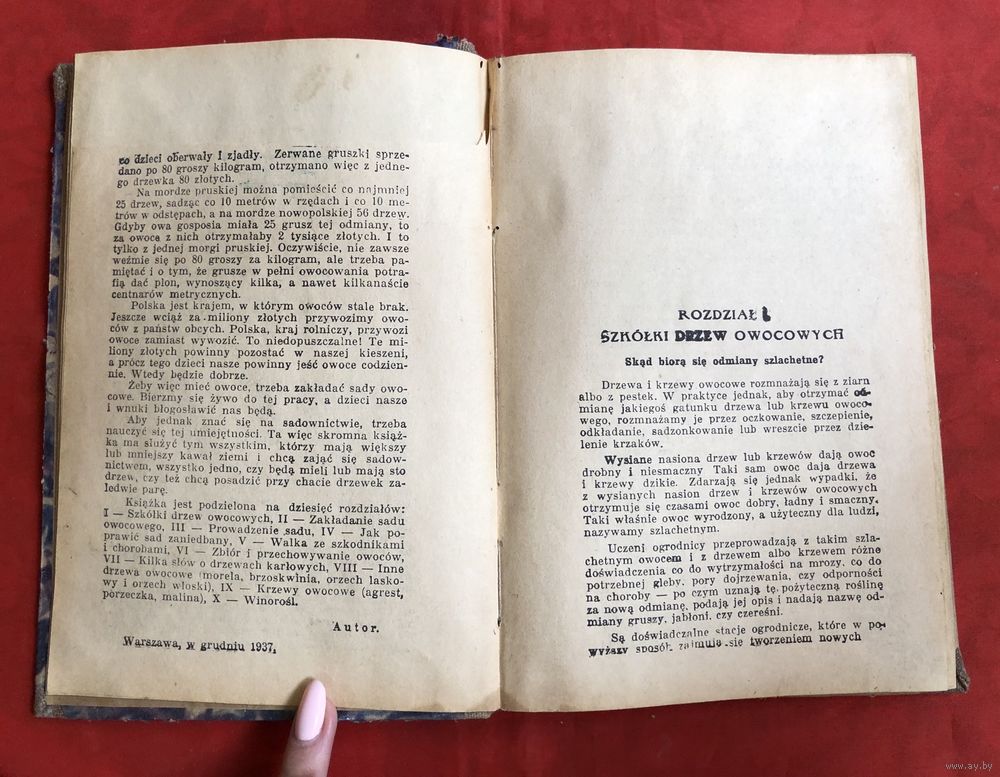 co dzieci oberwały i zjadły. Zerwane gruszki sprze-
dano po 80 groszy kilogram, otrzymano więc z jedne-
go drzewka 80 złotych.
Na mordze pruskiej można pomieścić co najmniej
25 drzew, sadząc co 10 metrów w rzędach i co 10 me-
trów w odstępach, a na mordze nowopolskiej 56 drzew.
Gdyby owa gosposia miała 25 grusz tej odmiany, to
za owoce z nich otrzymałaby 2 tysiące złotych. I to
tylko z jednej morgi pruskiej. Oczywiście, nie zawsze
weźmie się po 80 groszy za kilogram, ale trzeba pa-
miętać i o tym, że grusze w pełni owocowania potra-
fią dać plon, wynoszący kilka, a nawet kilkanaście
centnarów metrycznych.
Polska jest krajem, w którym owoców stale brak.
Jeszcze wciąż za miliony złotych przywozimy owo-
ców z państw obcych. Polska, kraj rolniczy, przywozi
owoce zamiast wywozić. To niedopuszczalne! Te mi-
liony złotych powinny pozostać w naszej kieszeni,
a prócz tego dzieci nasze powinny jeść owoce codzien-
nie. Wtedy będzie dobrze.
Żeby więc mieć owoce, trzeba zakładać sady owo-
cowe. Bierzmy się żywo do tej pracy, a dzieci nasze
i wnuki błogosławić nas będą.
Aby jednak znać się na sadownictwie, trzeba
nauczyć się tej umiejętności. Ta więc skromna książ-
ka ma służyć tym wszystkim, którzy mają większy
lub mniejszy kawał ziemi i chcą zająć się sadow-
nictwem, wszystko jedno, czy będą mieli lub mają sto
drzew, czy też chcą posadzić przy chacie drzewek za-
ledwie parę.
Książka jest podzielona na dziesięć rozdziałów:
I — Szkółki drzew owocowych, II — Zakładanie sadu
owocowego, III — Prowadzenie sadu, IV — Jak po-
prawić sad zaniedbany, V — Walka ze szkodnikami
i chorobami, VI — Zbiór i przechowywanie owoców,
VII — Kilka słów o drzewach karłowych, VIII — Inne
drzewa owocowe (morela, brzoskwinia, orzech lasko-
wy i orzech włoski), IX — Krzewy owocowe (agrest,
porzeczka, malina), X — Winorośl.
Autor.
Warszawa, w grudniu 1937.
ROZDZIAŁ I.
SZKÓŁKI DRZEW OWOCOWYCH
Skąd biorą się odmiany szlachetne?
Drzewa i krzewy owocowe rozmnażają się z ziarn
albo z pestek. W praktyce jednak, aby otrzymać od-
mianę jakiegoś gatunku drzewa lub krzewu owoco-
wego, rozmnażamy je przez oczkowanie, szczepienie,
odkładanie, sadzonkowanie lub wreszcie przez dzie-
lenie krzaków.
Wysiane nasiona drzew lub krzewów dają owoc
drobny i niesmaczny Taki sam owoc dają drzewa
i krzewy dzikie. Zdarzają się jednak wypadki, że
z wysianych nasion drzew i krzewów owocowych
otrzymuje się czasami owoc dobry, ładny i smaczny.
Taki właśnie owoc wyrodzony, a użyteczny dla ludzi,
nazywamy szlachetnym.
Uczeni ogrodnicy przeprowadzają z takim szla-
chetnym owocem i z drzewem albo krzewem różne
doświadczenia co do wytrzymałości na mrozy, co do
potrzebnej gleby, pory dojrzewania, czy odporności
na choroby — po czym uznają tę pożyteczną roślinę
za nową odmianę, podają jej opis i nadają nazwę od-
miany gruszy, jabłoni, czy czereśni.
Są doświadczalne stacje ogrodnicze, które w po-
wyższy sposób zajmują się tworzeniem nowych
www.ay.by